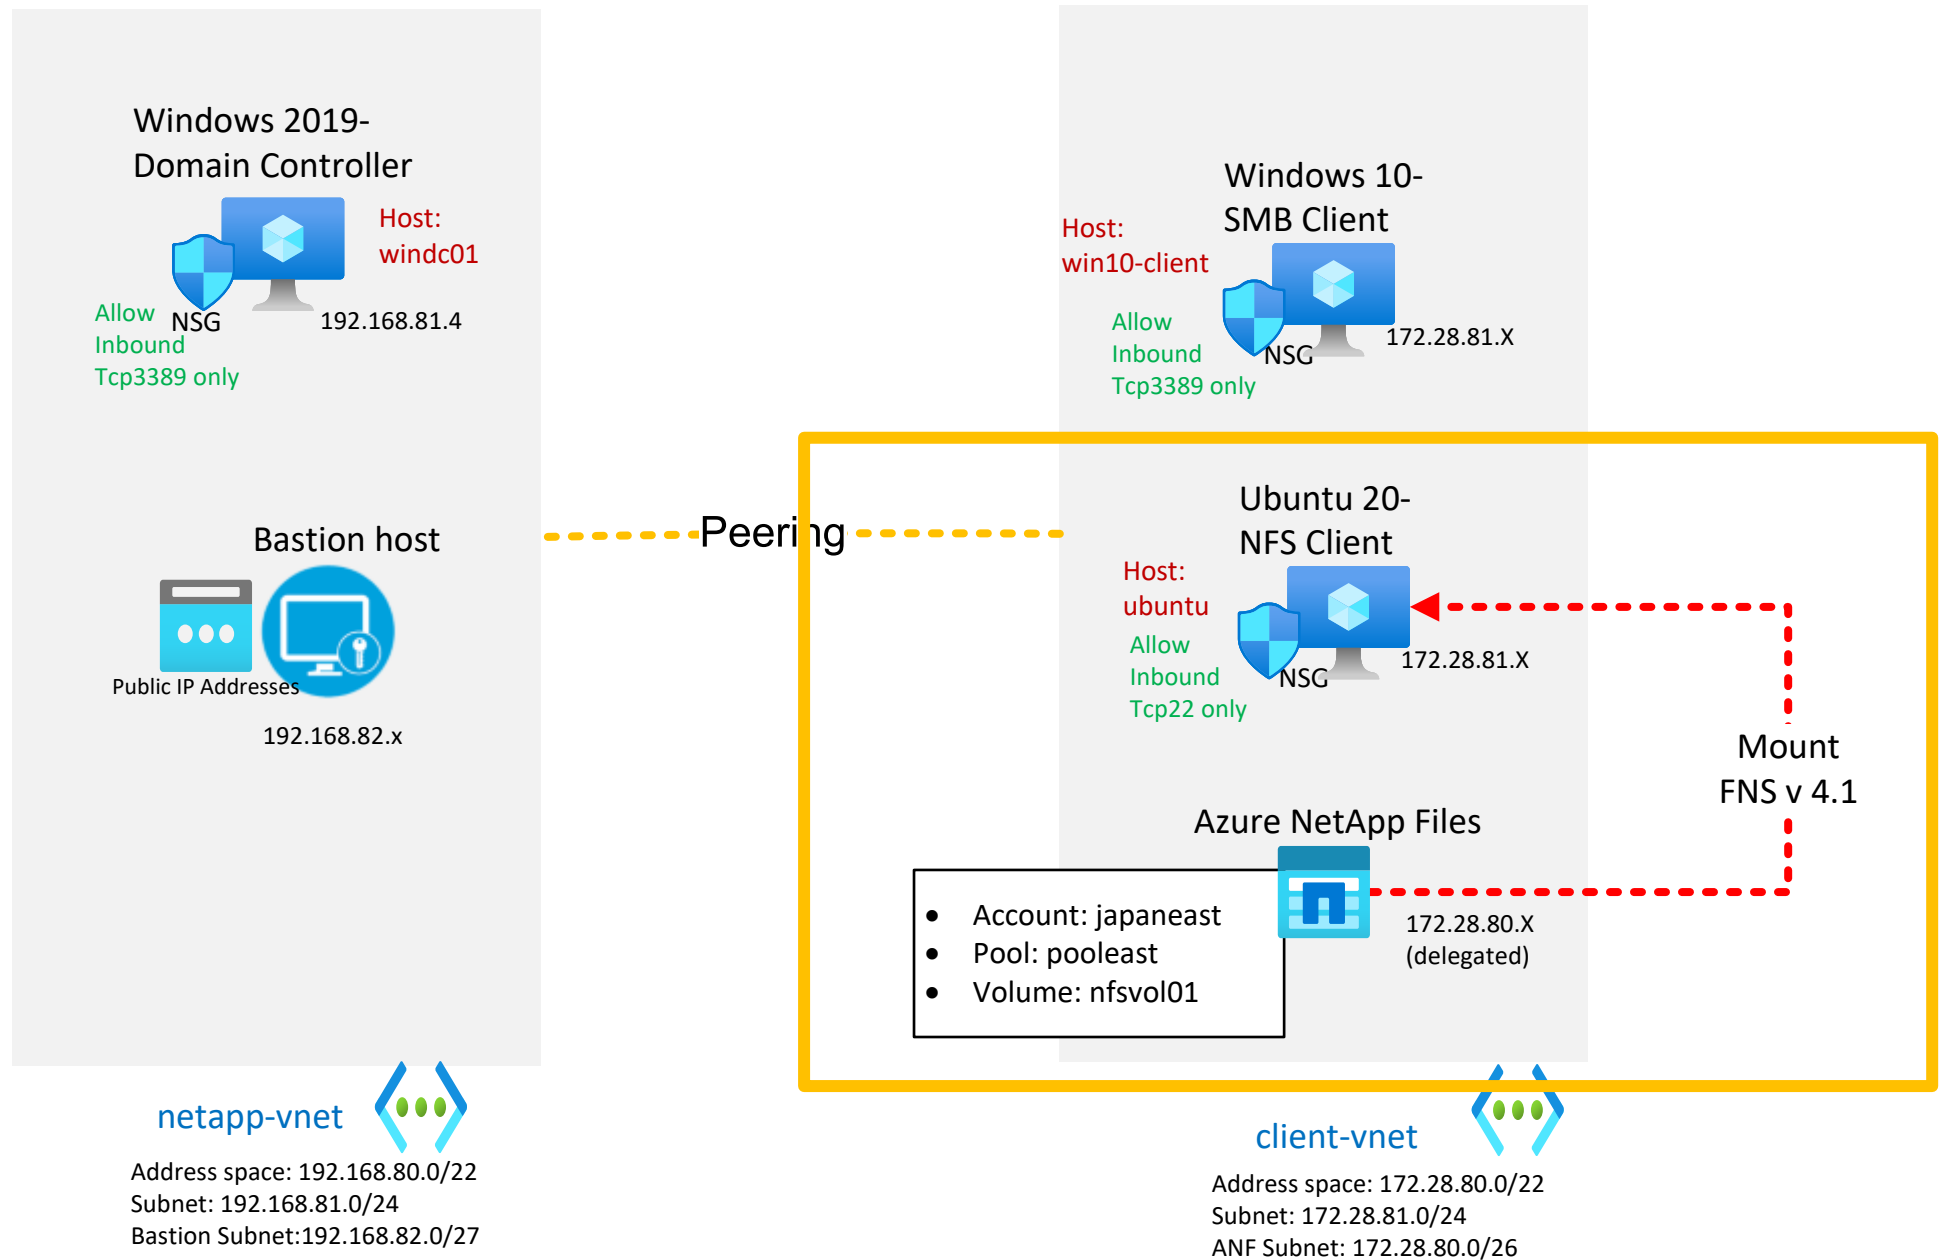 Windows 2019-
Domain Controller
Host:
windc01
Allow
Inbound
Tcp3389 only
NSG
192.168.81.4
Bastion host
Public IP Addresses
192.168.82.x
netapp-vnet
Address space: 192.168.80.0/22
Subnet: 192.168.81.0/24
Bastion Subnet:192.168.82.0/27
Peering
Windows 10-
SMB Client
Host:
win10-client
Allow
Inbound
Tcp3389 only
NSG
172.28.81.X
Ubuntu 20-
NFS Client
Host:
ubuntu
Allow
Inbound
Tcp22 only
NSG
172.28.81.X
Mount
FNS v 4.1
Azure NetApp Files
• Account: japaneast
• Pool: pooleast
• Volume: nfsvol01
172.28.80.X
(delegated)
client-vnet
Address space: 172.28.80.0/22
Subnet: 172.28.81.0/24
ANF Subnet: 172.28.80.0/26